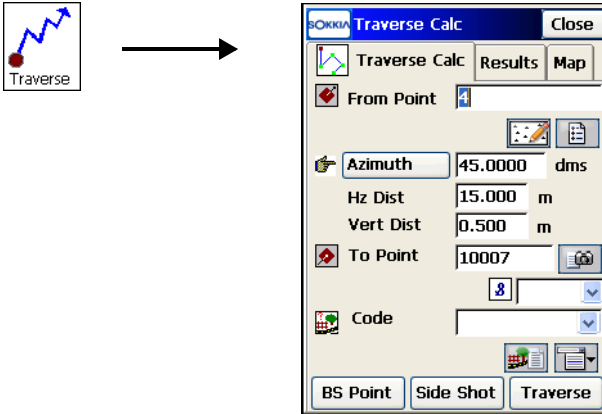 Traverse
SOKKIA Traverse Calc Close
Traverse Calc Results Map
From Point 4
Azimuth 45.0000 dms
Hz Dist 15.000 m
Vert Dist 0.500 m
To Point 10007
8
Code
BS Point Side Shot Traverse